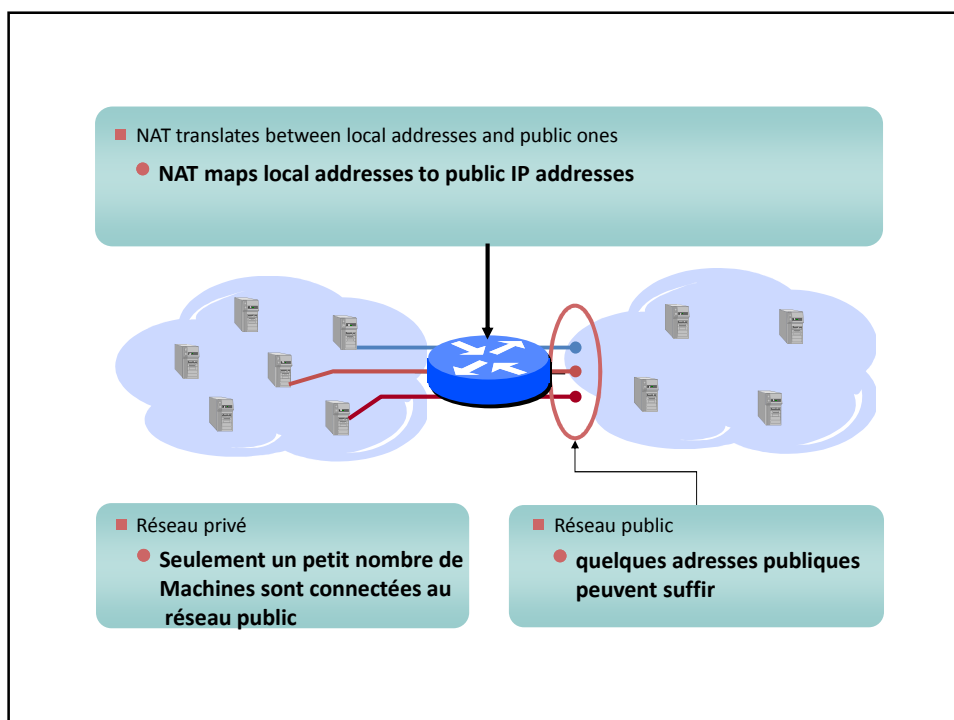 NAT translates between local addresses and public ones
NAT maps local addresses to public IP addresses
Réseau privé
Seulement un petit nombre de
Machines sont connectées au
réseau public
Réseau public
quelques adresses publiques
peuvent suffir